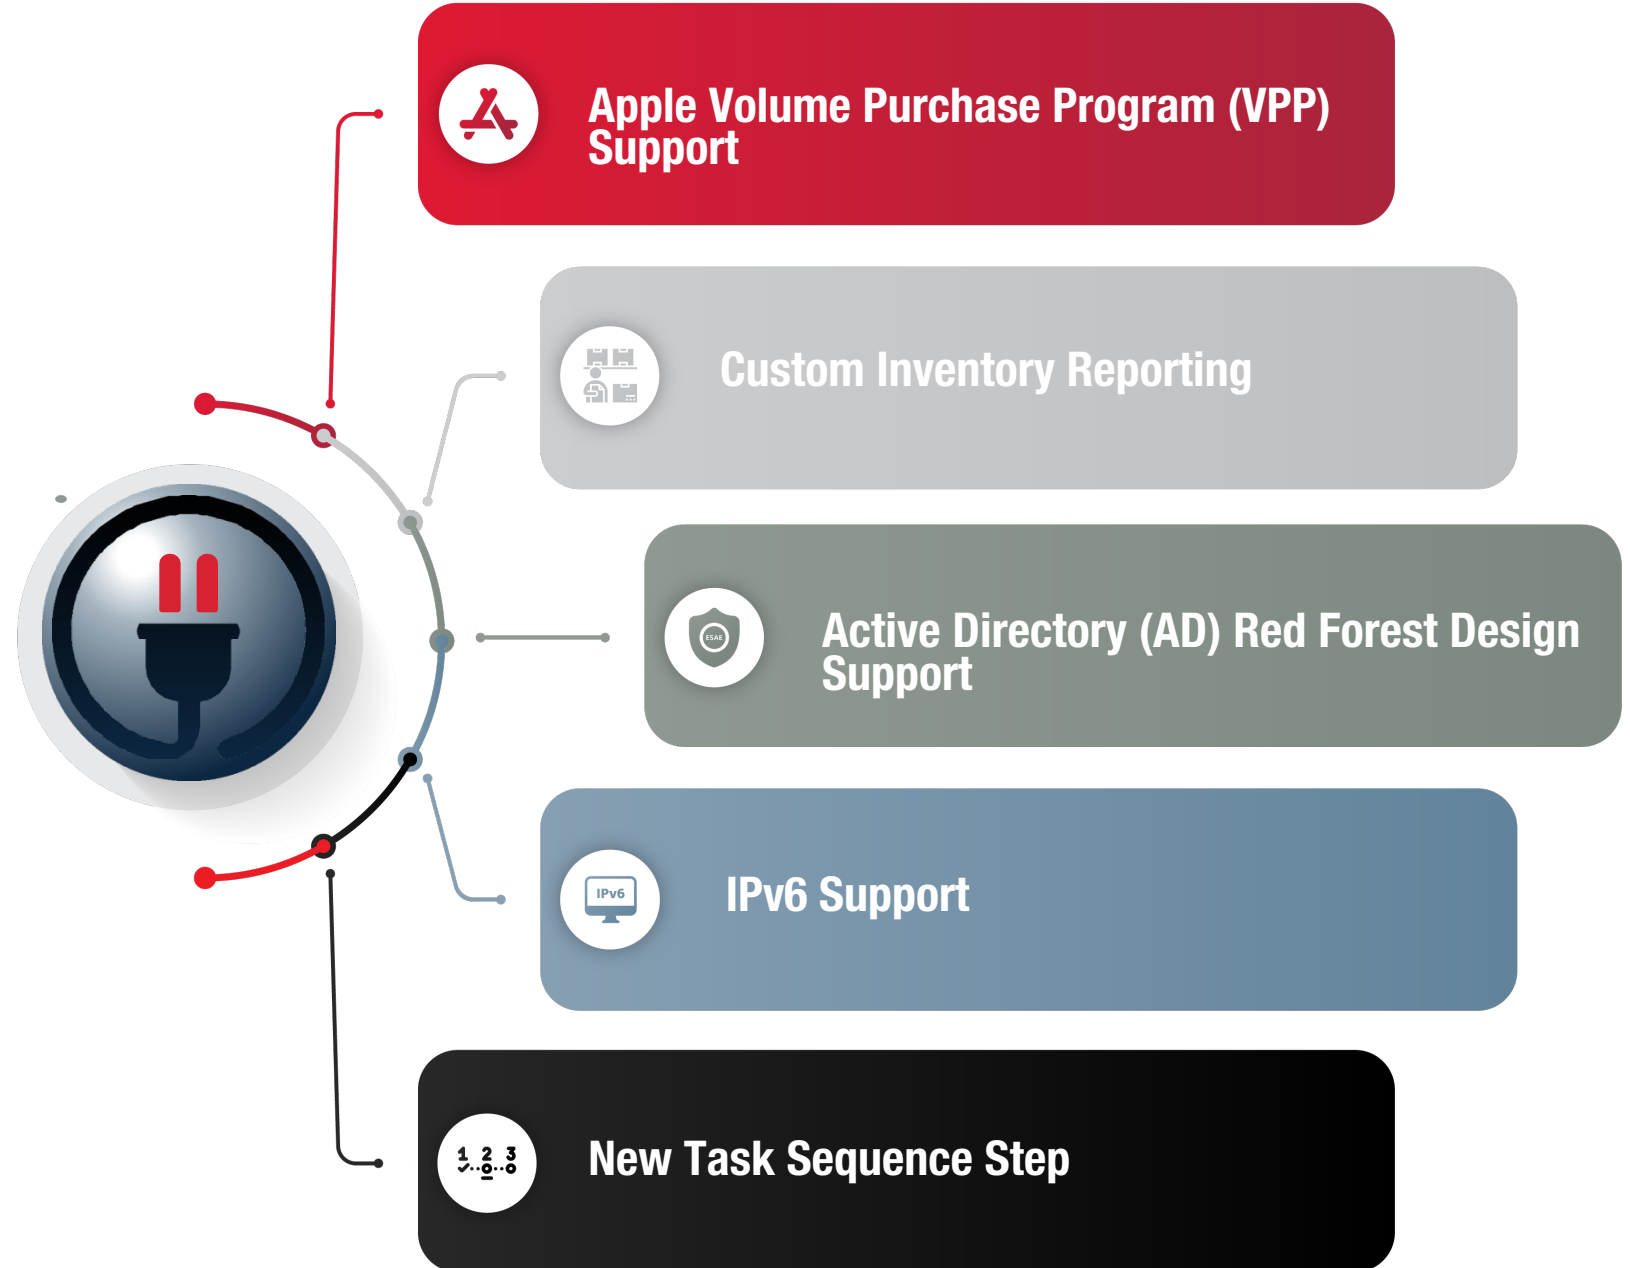 Apple Volume Purchase Program (VPP)
Support
Custom Inventory Reporting
ESAE
Active Directory (AD) Red Forest Design
Support
IPv6
IPv6 Support
1 2 3
New Task Sequence Step